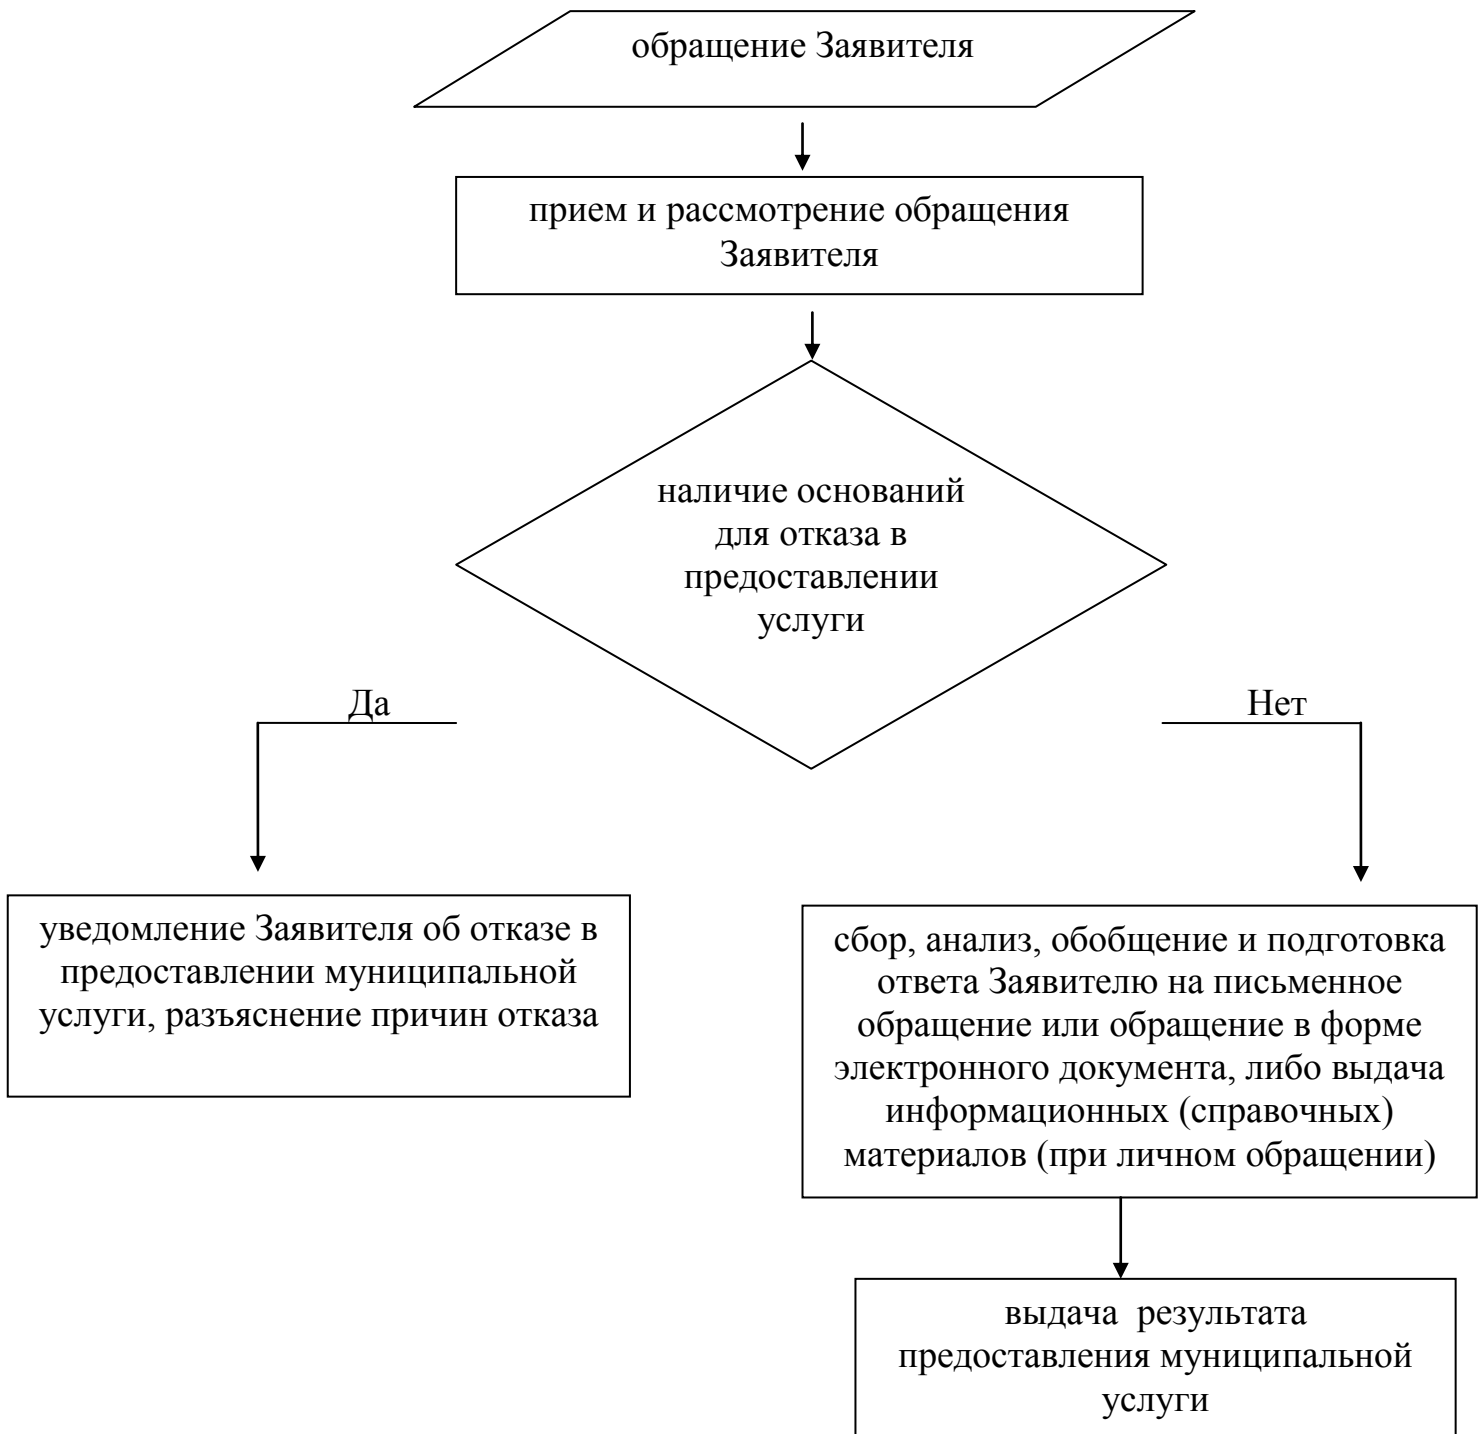 обращение Заявителя
прием и рассмотрение обращения
Заявителя
наличие оснований
для отказа в
предоставлении
услуги
Да
Нет
уведомление Заявителя об отказе в
предоставлении муниципальной
услуги, разъяснение причин отказа
сбор, анализ, обобщение и подготовка
ответа Заявителю на письменное
обращение или обращение в форме
электронного документа, либо выдача
информационных (справочных)
материалов (при личном обращении)
выдача результата
предоставления муниципальной
услуги